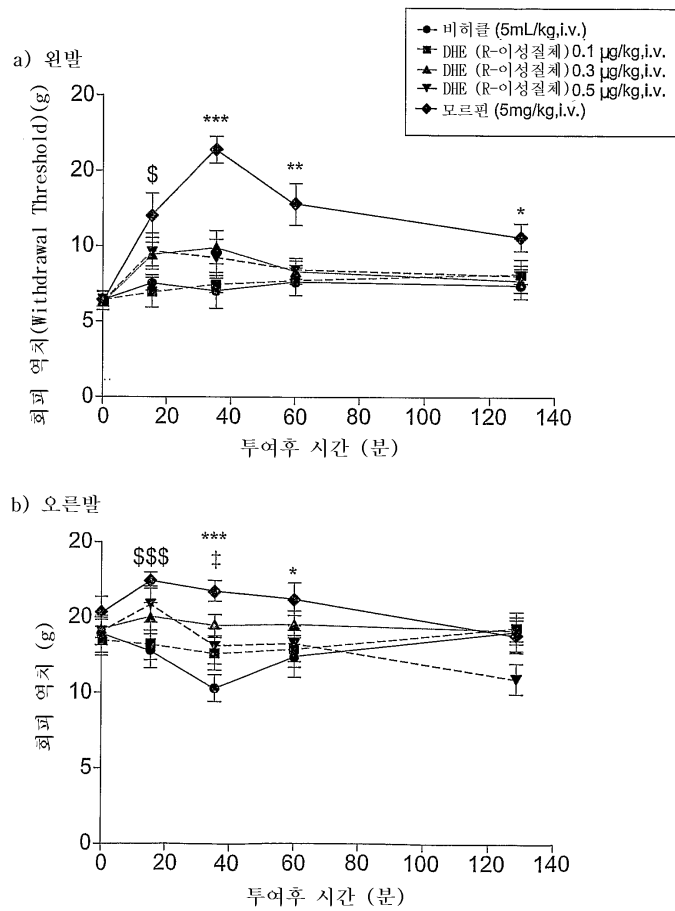 비히클 (5mL/kg,i.v.)
DHE (R-이성질체) 0.1 µg/kg,i.v.
DHE (R-이성질체) 0.3 µg/kg,i.v.
DHE (R-이성질체) 0.5 µg/kg,i.v.
모르핀 (5mg/kg,i.v.)
a) 왼발
회피 역치(Withdrawal Threshold)(g)
20
20
10
5
0
$
***
**
*
0 20 40 60 80 100 120 140
투여후 시간 (분)
b) 오른발
회피 역치 (g)
20
20
10
0
$$$
***
‡
*
0 20 40 60 80 100 120 140
투여후 시간 (분)